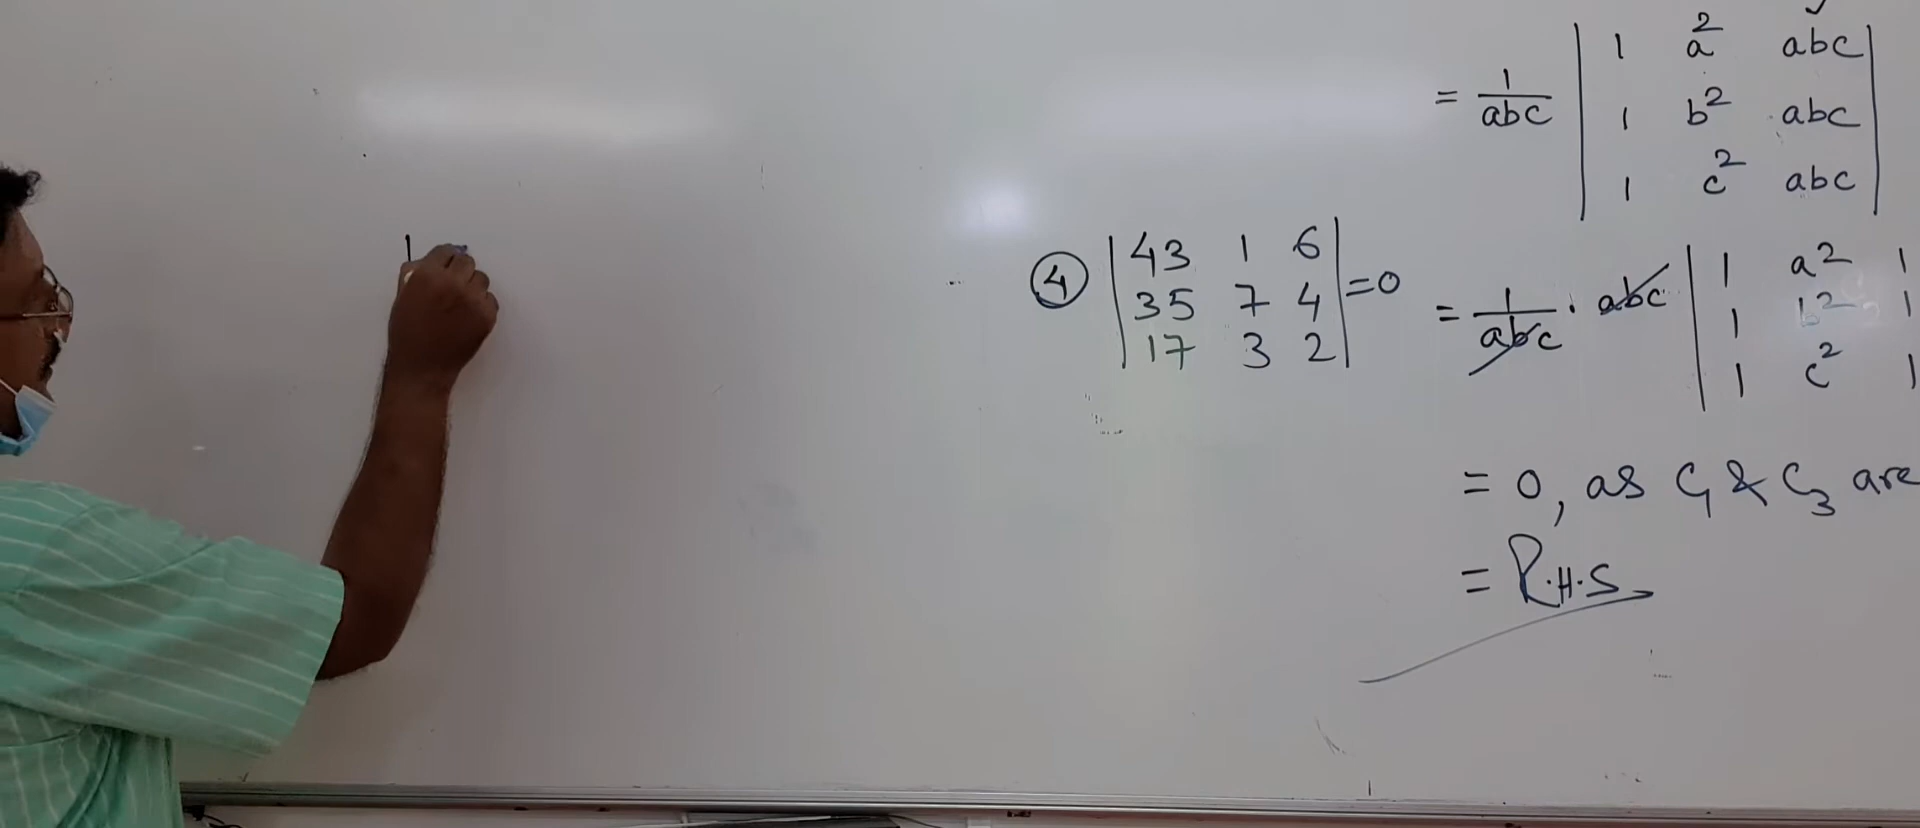 = 1/abc | 1 a² abc |
| 1 b² abc |
| 1 c² abc |
④ | 43 1 6 | = 0
| 35 7 4 |
| 17 3 2 |
= 1/abc · abc | 1 a2 1
| 1 b2 1
| 1 c² 1
= 0, as C1 & C3 are
= R.H.S